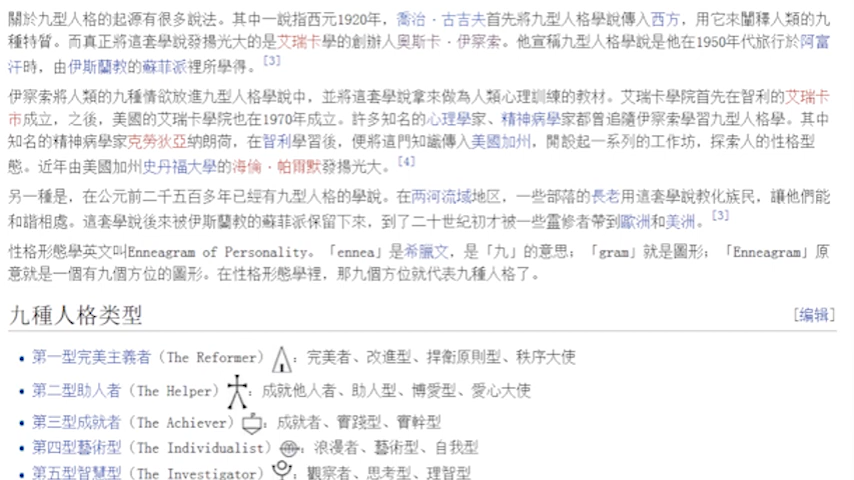 關於九型人格的起源有很多說法。其中一說指西元1920年，喬治·古吉夫首先將九型人格學說傳入西方，用它來闡釋人類的九
種特質。而真正將這套學說發揚光大的是艾瑞卡學的創辦人奧斯卡·伊察索。他宣稱九型人格學說是他在1950年代旅行於阿富
汗時，由伊斯蘭教的蘇菲派裡所學得。[3]
伊察索將人類的九種情欲放進九型人格學說中，並將這套學說拿來做為人類心理訓練的教材。艾瑞卡學院首先在智利的艾瑞卡
市成立，之後，美國的艾瑞卡學院也在1970年成立。許多知名的心理學家、精神病學家都曾追隨伊察索學習九型人格學。其中
知名的精神病學家克勞狄亞納朗荷，在智利學習後，便將這門知識傳入美國加州，開設起一系列的工作坊，探索人的性格型
態。近年由美國加州史丹福大學的海倫·帕爾默發揚光大。[4]
另一種是，在公元前二千五百多年已經有九型人格的學說。在两河流域地区，一些部落的長老用這套學說教化族民，讓他們能
和諧相處。這套學說後來被伊斯蘭教的蘇菲派保留下來，到了二十世纪初才被一些靈修者帶到歐洲和美洲。[3]
性格形態學英文叫Enneagram of Personality。「ennea」是希臘文，是「九」的意思；「gram」就是圖形；「Enneagram」原
意就是一個有九個方位的圖形。在性格形態學裡，那九個方位就代表九種人格了。
九種人格类型 [编辑]
• 第一型完美主義者（The Reformer）：完美者、改進型、捍衛原則型、秩序大使
• 第二型助人者（The Helper）：成就他人者、助人型、博愛型、愛心大使
• 第三型成就者（The Achiever）：成就者、實踐型、實幹型
• 第四型藝術型（The Individualist）：浪漫者、藝術型、自我型
• 第五型智慧型（The Investigator）：觀察者、思考型、理智型